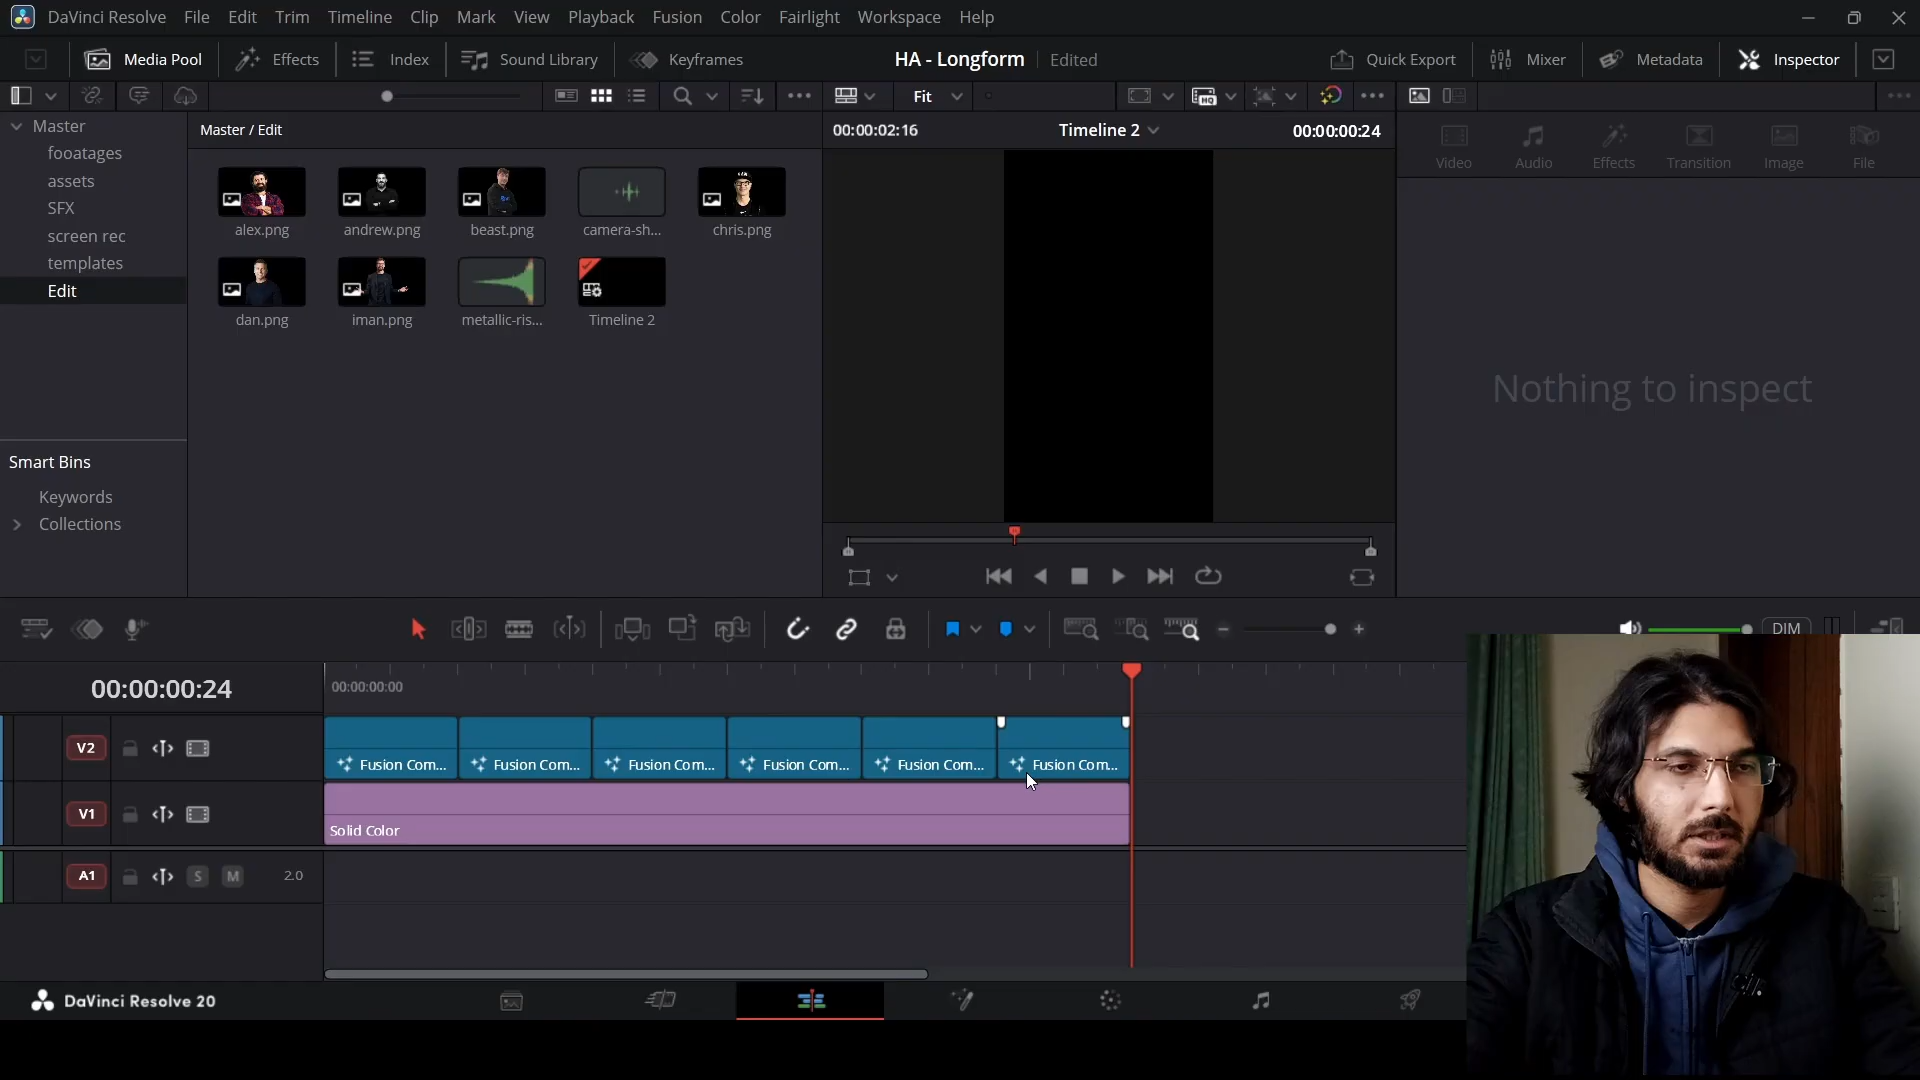 DaVinci Resolve File Edit Trim Timeline Clip Mark View Playback Fusion Color Fairlight Workspace Help
Media Pool Effects Index Sound Library Keyframes HA - Longform Edited Quick Export Mixer Metadata Inspector
Fit
Master
Master / Edit
00:00:02:16 Timeline 2 00:00:00:24
fooatages
assets
SFX
screen rec
templates
Edit
alex.png andrew.png beast.png camera-sh... chris.png
dan.png iman.png metallic-ris... Timeline 2
Video Audio Effects Transition Image File
Nothing to inspect
Smart Bins
Keywords
Collections
DIM
00:00:00:24
00:00:00:00
V2
Fusion Com... Fusion Com... Fusion Com... Fusion Com... Fusion Com... Fusion Com...
V1
Solid Color
A1 S M 2.0
DaVinci Resolve 20